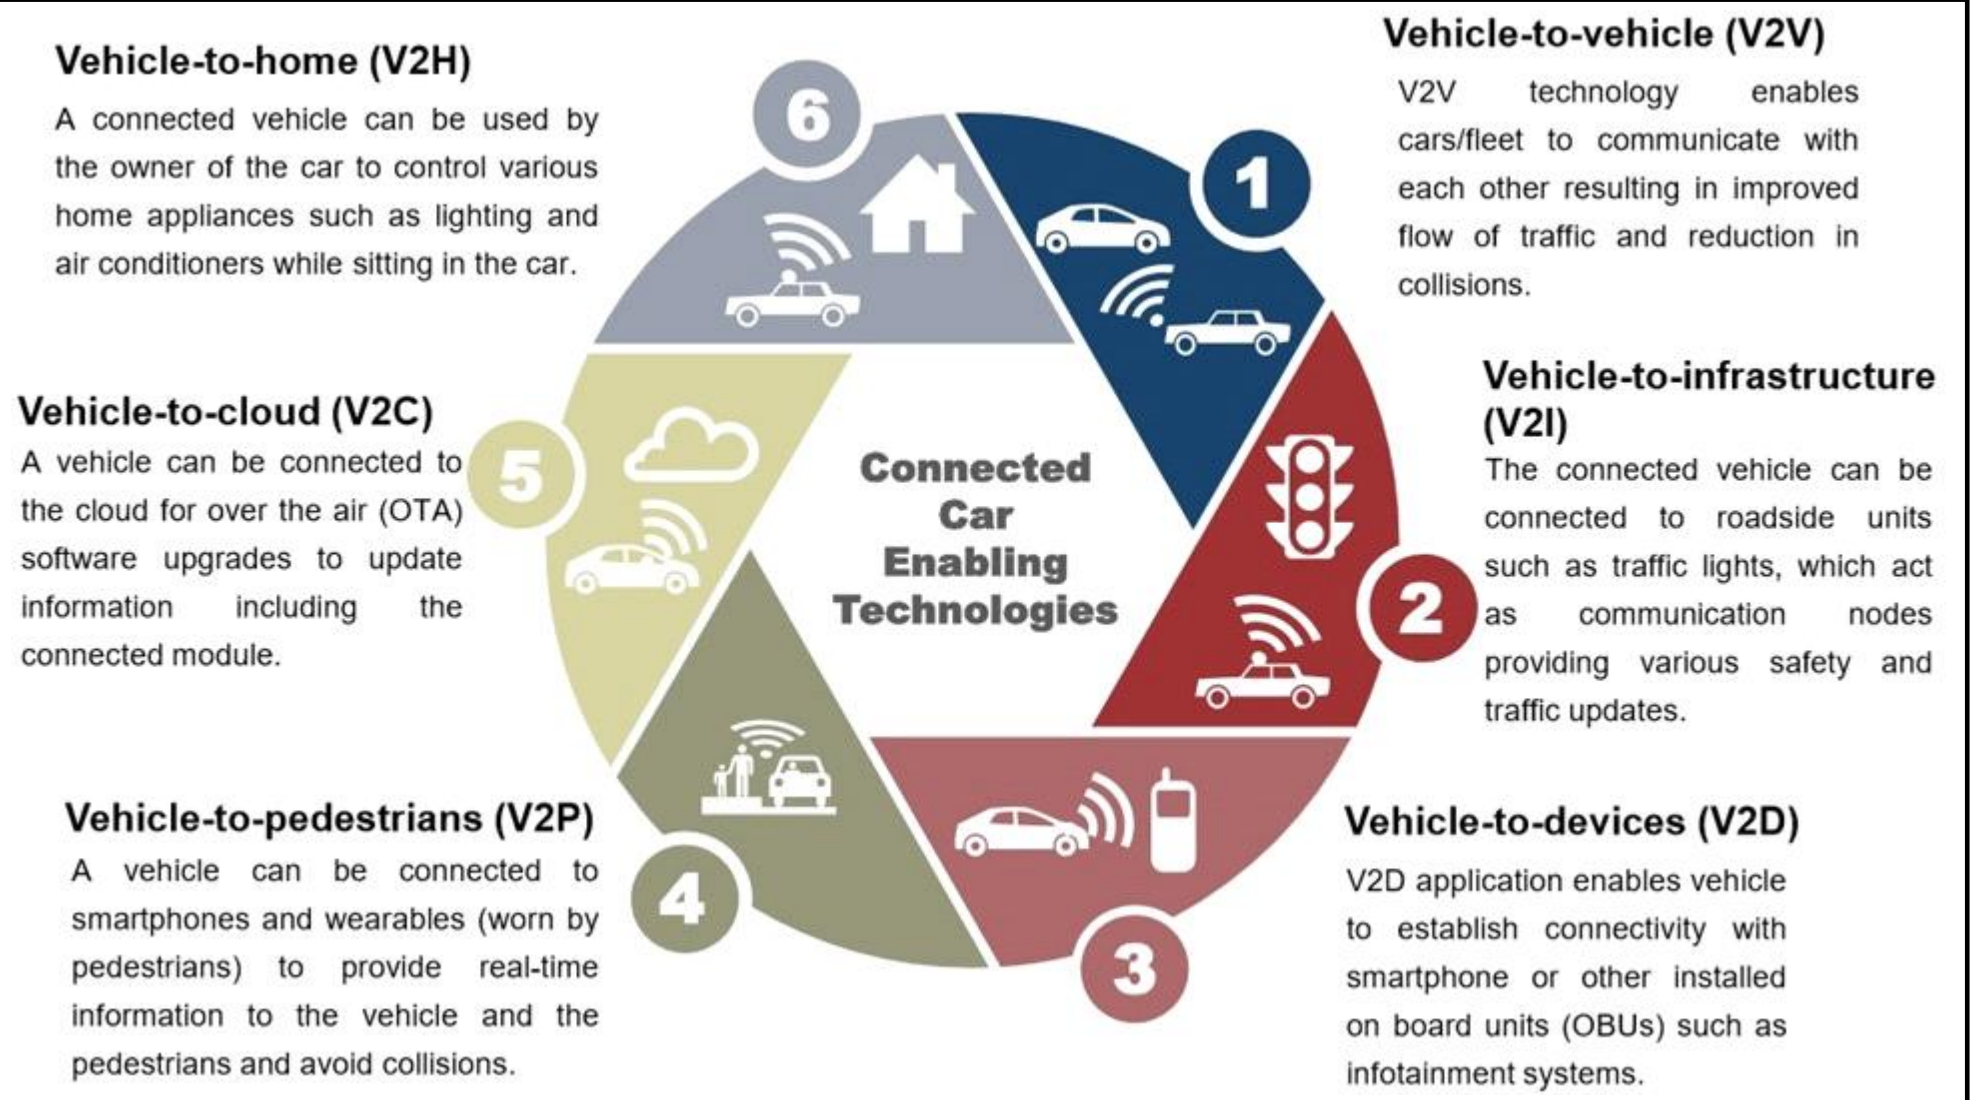 Vehicle-to-home (V2H)
A connected vehicle can be used by
the owner of the car to control various
home appliances such as lighting and
air conditioners while sitting in the car.
6
Vehicle-to-vehicle (V2V)
V2V technology enables
cars/fleet to communicate with
each other resulting in improved
flow of traffic and reduction in
collisions.
1
Vehicle-to-cloud (V2C)
A vehicle can be connected to
the cloud for over the air (OTA)
software upgrades to update
information including the
connected module.
5
Connected
Car
Enabling
Technologies
Vehicle-to-infrastructure
(V2I)
The connected vehicle can be
connected to roadside units
such as traffic lights, which act
as communication nodes
providing various safety and
traffic updates.
2
Vehicle-to-pedestrians (V2P)
A vehicle can be connected to
smartphones and wearables (worn by
pedestrians) to provide real-time
information to the vehicle and the
pedestrians and avoid collisions.
4
3
Vehicle-to-devices (V2D)
V2D application enables vehicle
to establish connectivity with
smartphone or other installed
on board units (OBUs) such as
infotainment systems.